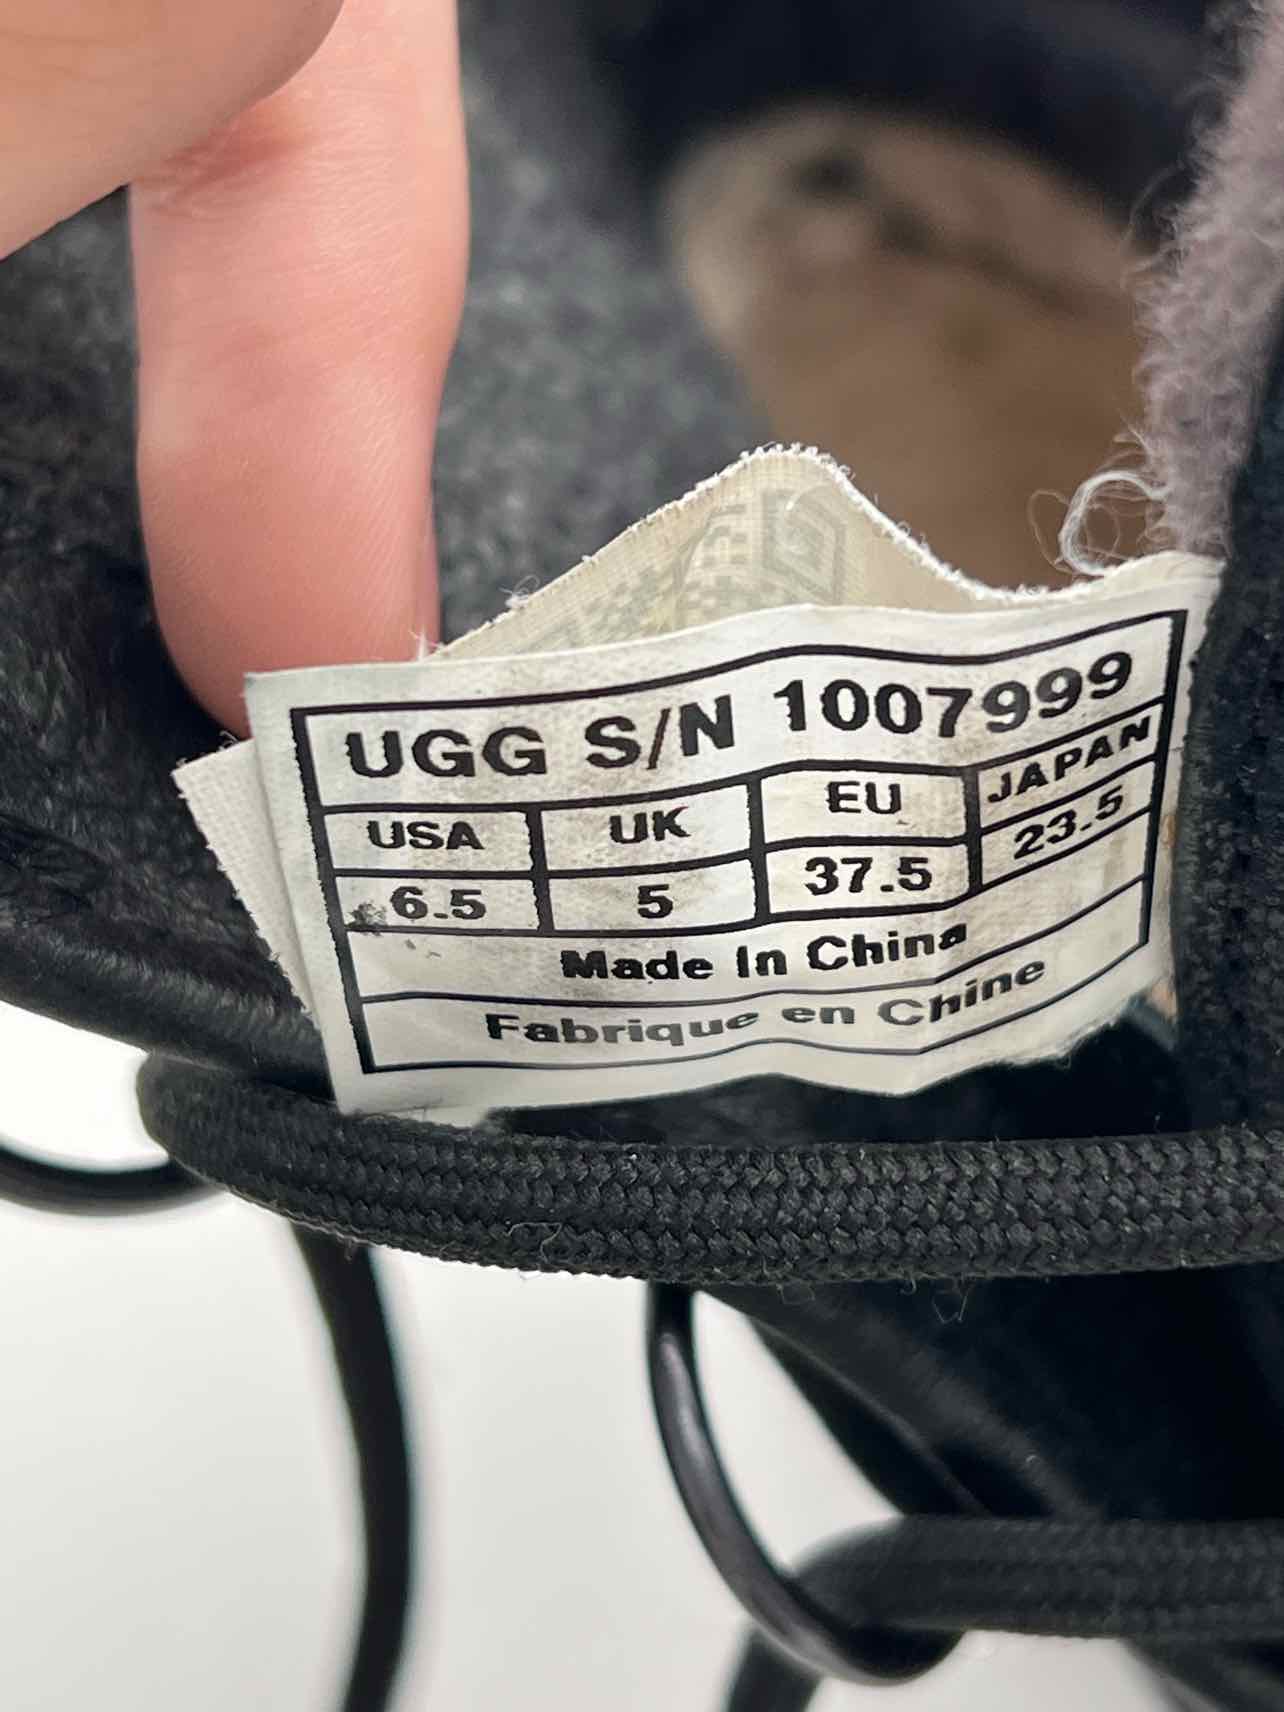 UGG S/N 1007999
USA UK EU JAPAN
6.5 5 37.5 23.5
Made In China
Fabrique en Chine